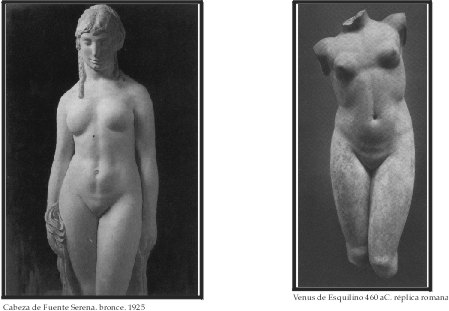 Cabeza de Fuente Serena. bronce. 1925
Venus de Esquilino 460 aC. réplica romana